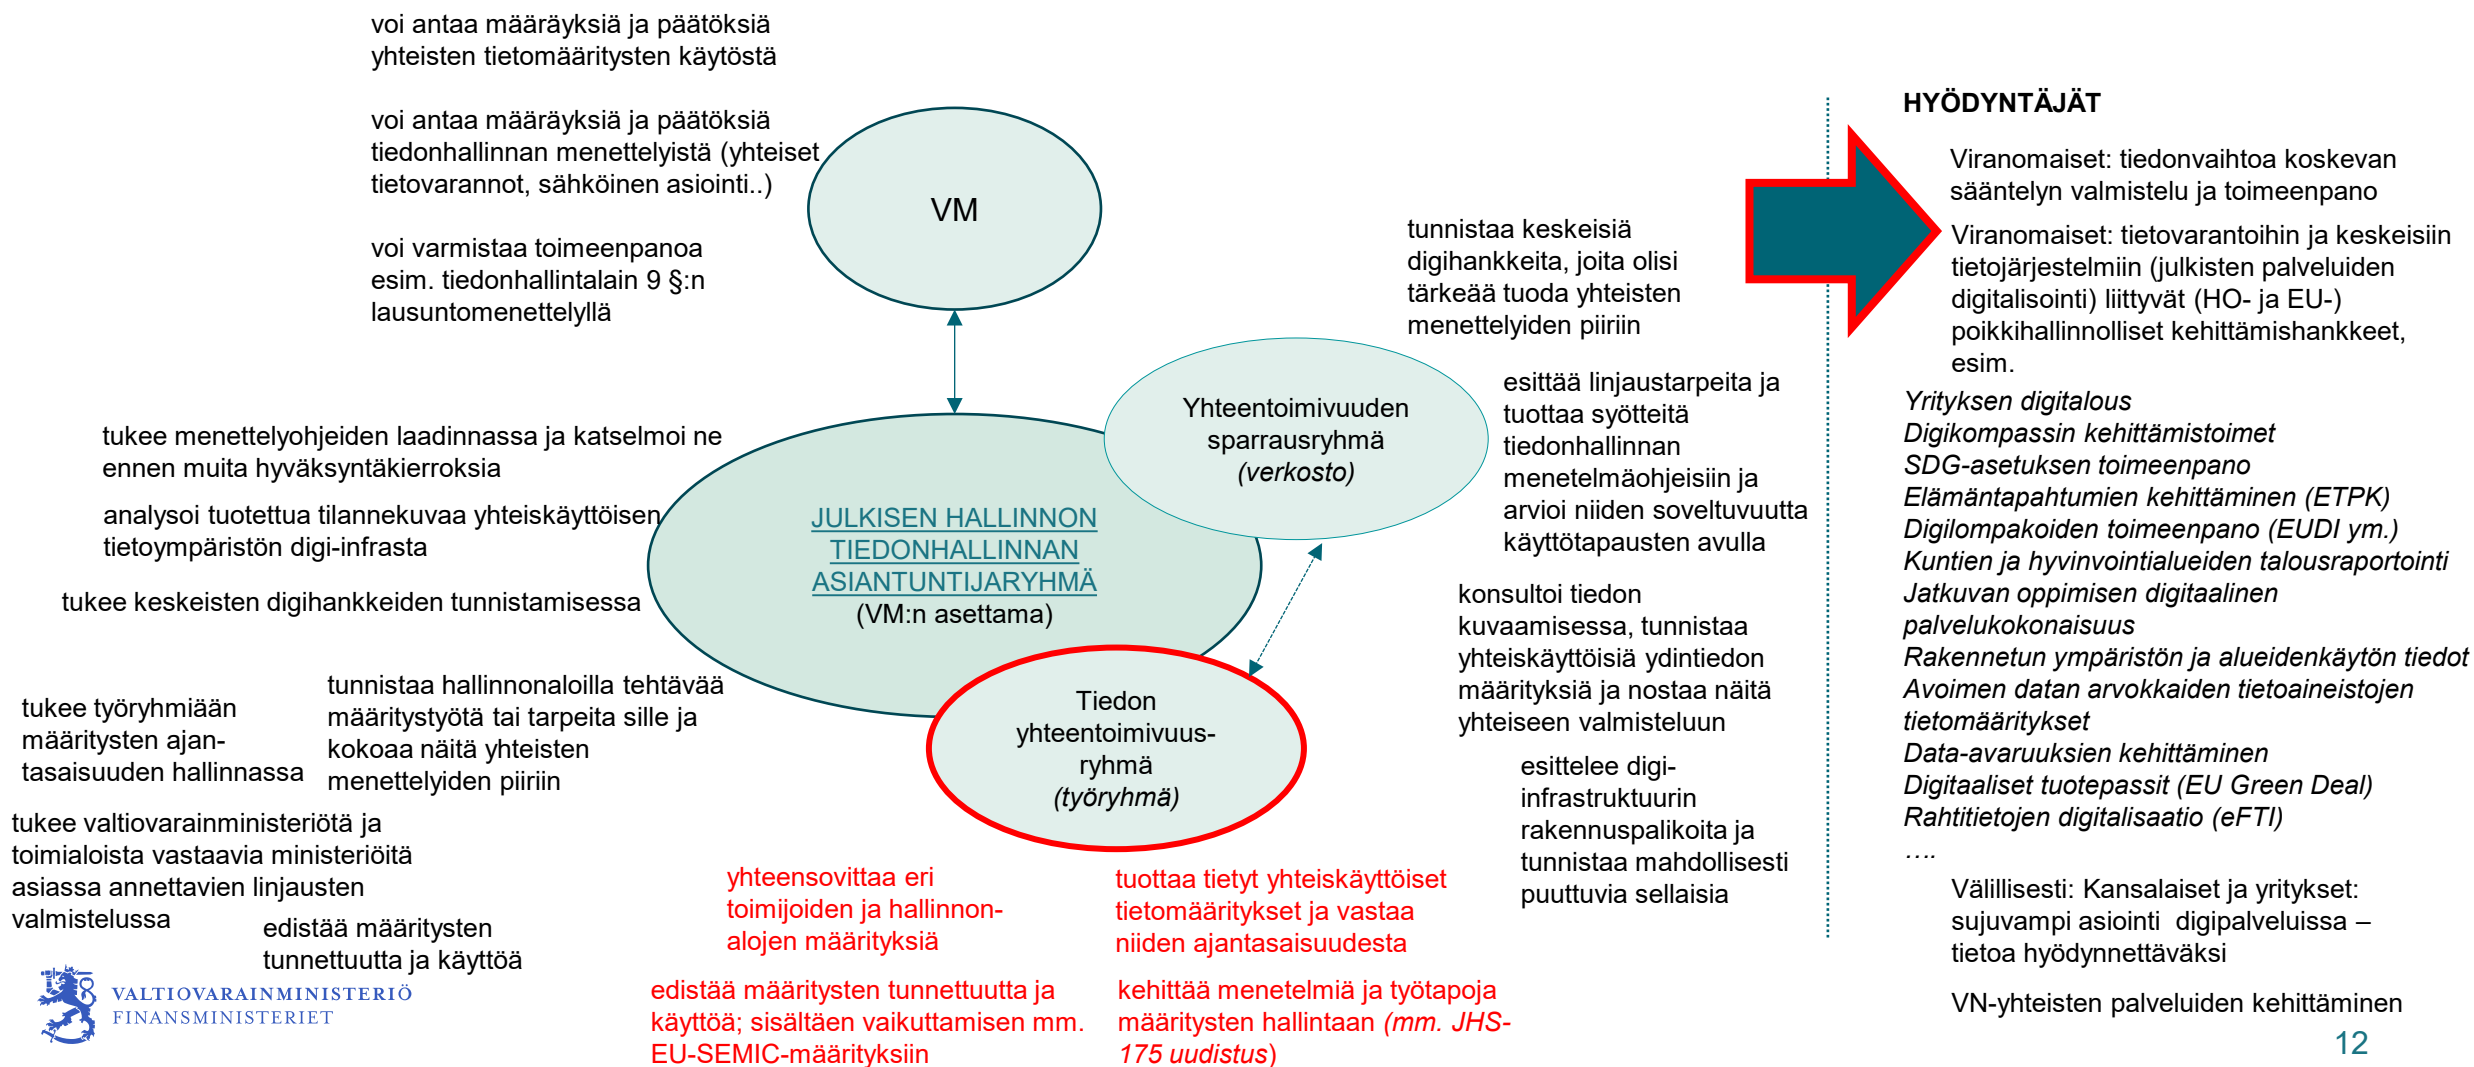 voi antaa määräyksiä ja päätöksiä
yhteisten tietomääritysten käytöstä
voi antaa määräyksiä ja päätöksiä
tiedonhallinnan menettelyistä (yhteiset
tietovarannot, sähköinen asiointi..)
voi varmistaa toimeenpanoa
esim. tiedonhallintalain 9 §:n
lausuntomenettelyllä
VM
tukee menettelyohjeiden laadinnassa ja katselmoi ne
ennen muita hyväksyntäkierroksia
analysoi tuotettua tilannekuvaa yhteiskäyttöisen
tietoympäristön digi-infrasta
tukee keskeisten digihankkeiden tunnistamisessa
JULKISEN HALLINNON
TIEDONHALLINNAN
ASIANTUNTIJARYHMÄ
(VM:n asettama)
Yhteentoimivuuden
sparrausryhmä
(verkosto)
Tiedon
yhteentoimivuus-
ryhmä
(työryhmä)
tukee työryhmiään
määritysten ajan-
tasaisuuden hallinnassa
tunnistaa hallinnonaloilla tehtävää
määritystyötä tai tarpeita sille ja
kokoaa näitä yhteisten
menettelyiden piiriin
tukee valtiovarainministeriötä ja
toimialoista vastaavia ministeriöitä
asiassa annettavien linjausten
valmistelussa
edistää määritysten
tunnettuutta ja käyttöä
yhteensovittaa eri
toimijoiden ja hallinnon-
alojen määrityksiä
tuottaa tietyt yhteiskäyttöiset
tietomääritykset ja vastaa
niiden ajantasaisuudesta
edistää määritysten tunnettuutta ja
käyttöä; sisältäen vaikuttamisen mm.
EU-SEMIC-määrityksiin
kehittää menetelmiä ja työtapoja
määritysten hallintaan (mm. JHS-
175 uudistus)
tunnistaa keskeisiä
digihankkeita, joita olisi
tärkeää tuoda yhteisten
menettelyiden piiriin
esittää linjaustarpeita ja
tuottaa syötteitä
tiedonhallinnan
menetelmäohjeisiin ja
arvioi niiden soveltuvuutta
käyttötapausten avulla
konsultoi tiedon
kuvaamisessa, tunnistaa
yhteiskäyttöisiä ydintiedon
määrityksiä ja nostaa näitä
yhteiseen valmisteluun
esittelee digi-
infrastruktuurin
rakennuspalikoita ja
tunnistaa mahdollisesti
puuttuvia sellaisia
HYÖDYNTÄJÄT
Viranomaiset: tiedonvaihtoa koskevan
sääntelyn valmistelu ja toimeenpano
Viranomaiset: tietovarantoihin ja keskeisiin
tietojärjestelmiin (julkisten palveluiden
digitalisointi) liittyvät (HO- ja EU-)
poikkihallinnolliset kehittämishankkeet,
esim.
Yrityksen digitalous
Digikompassin kehittämistoimet
SDG-asetuksen toimeenpano
Elämäntapahtumien kehittäminen (ETPK)
Digilompakoiden toimeenpano (EUDI ym.)
Kuntien ja hyvinvointialueiden talousraportointi
Jatkuvan oppimisen digitaalinen
palvelukokonaisuus
Rakennetun ympäristön ja alueidenkäytön tiedot
Avoimen datan arvokkaiden tietoaineistojen
tietomääritykset
Data-avaruuksien kehittäminen
Digitaaliset tuotepassit (EU Green Deal)
Rahtitietojen digitalisaatio (eFTI)
….
Välillisesti: Kansalaiset ja yritykset:
sujuvampi asiointi digipalveluissa –
tietoa hyödynnettäväksi
VN-yhteisten palveluiden kehittäminen
VALTIOVARAINMINISTERIÖ
FINANSMINISTERIET
12